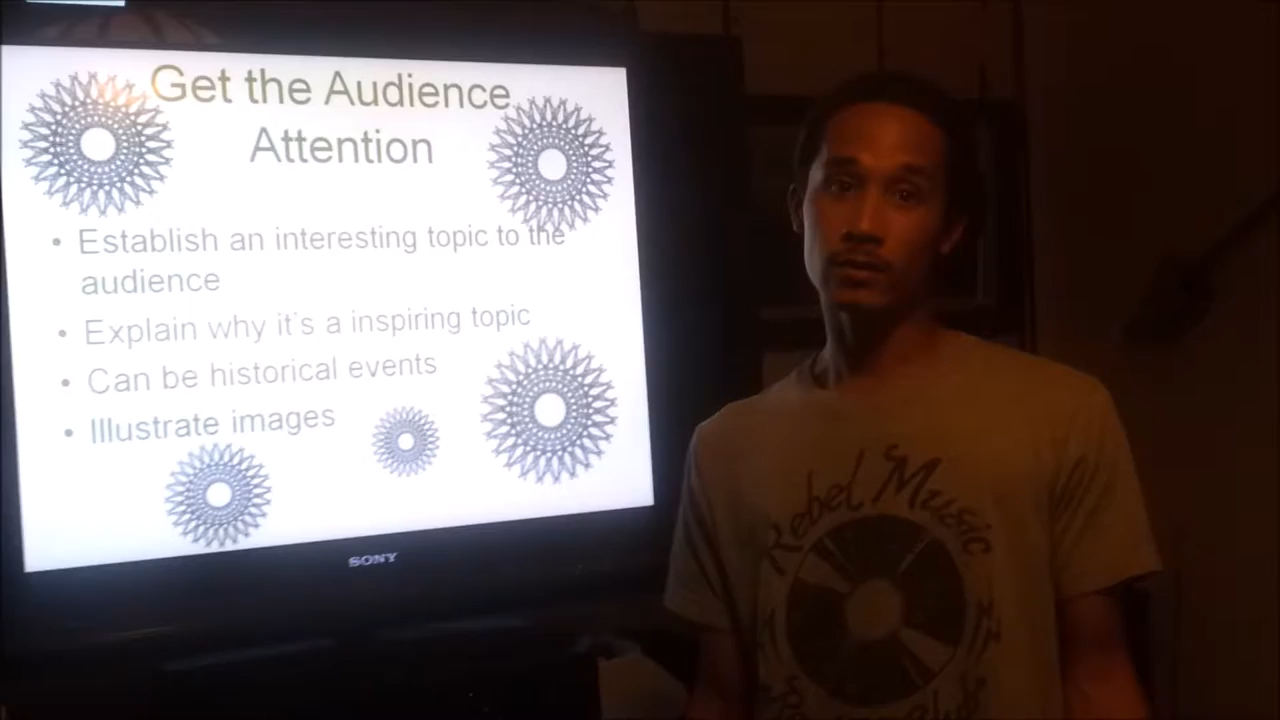 Get the Audience
Attention
• Establish an interesting topic to the
audience
• Explain why it's a inspiring topic
• Can be historical events
• Illustrate images
SONY
Rebel Music